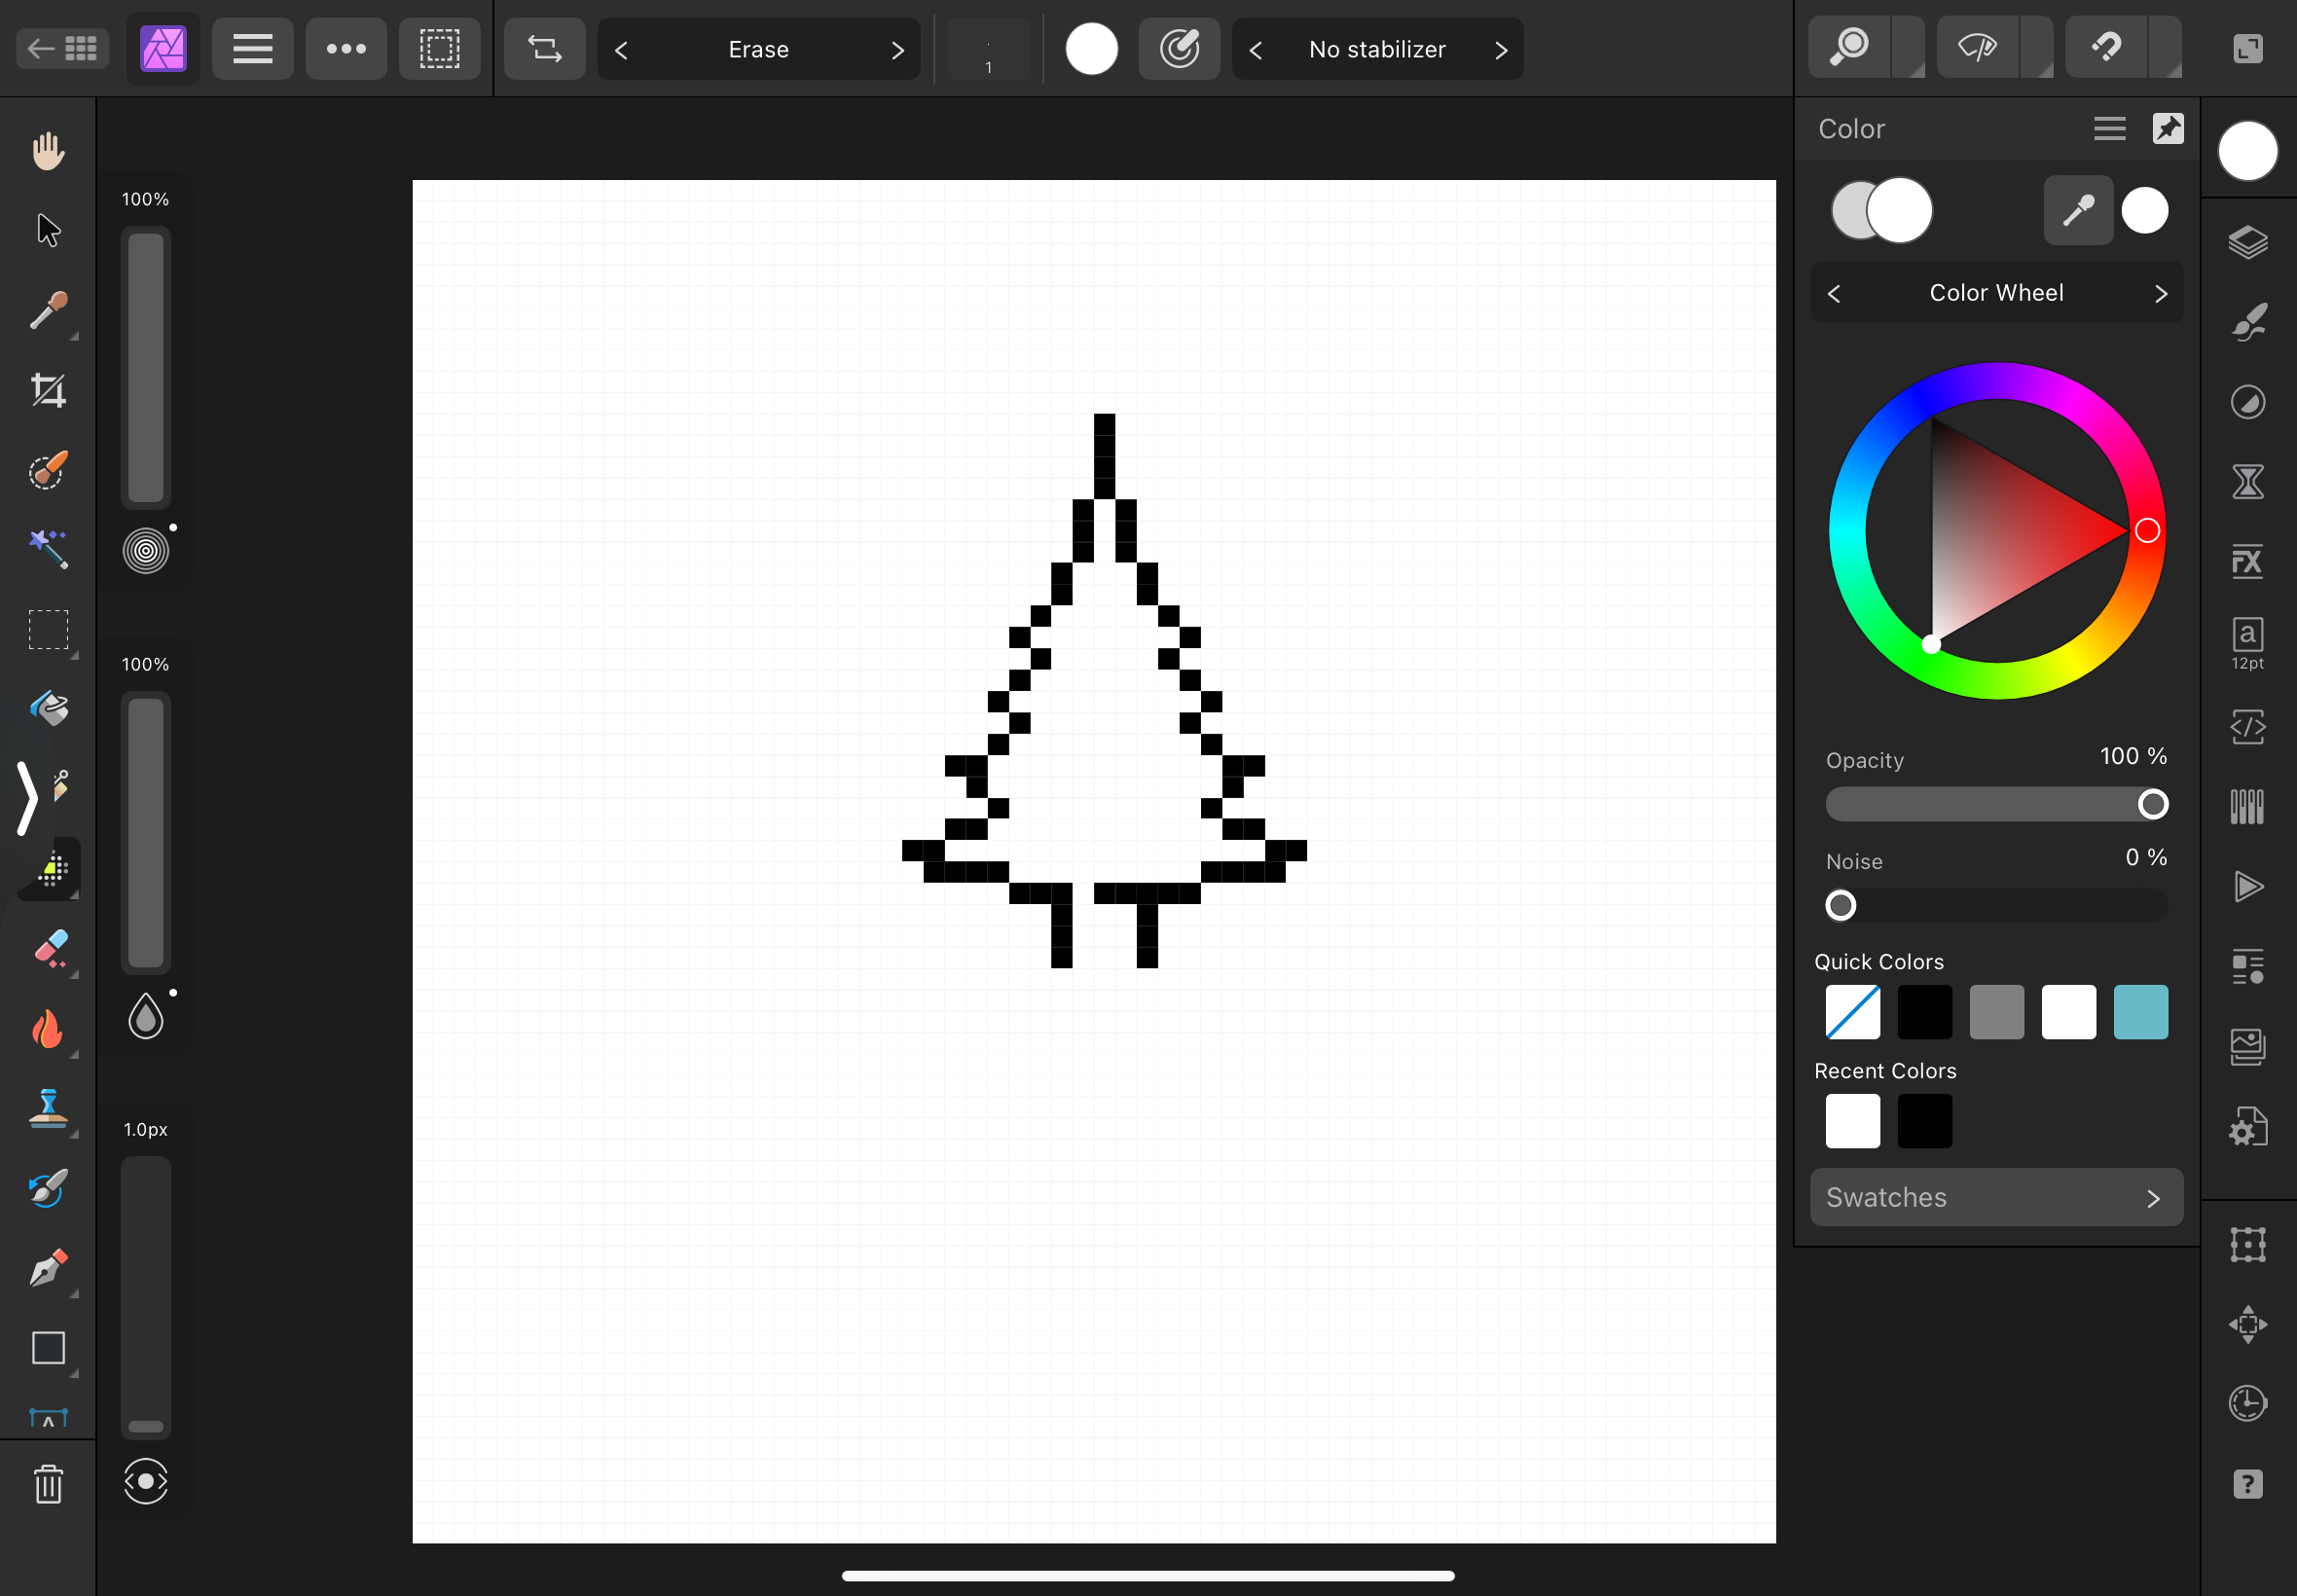 Erase
1
No stabilizer
Color
100%
Color Wheel
FX
a
12pt
100%
Opacity
100 %
Noise
0 %
Quick Colors
Recent Colors
1.0px
Swatches
A
?